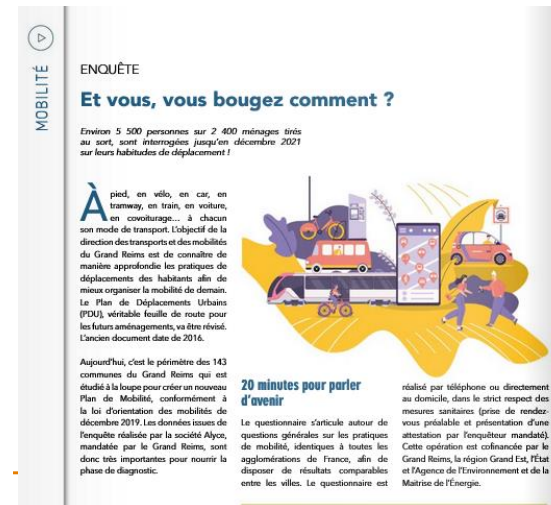 MOBILITÉ
ENQUÊTE
Et vous, vous bougez comment ?
Environ 5 500 personnes sur 2 400 ménages tirés
au sort, sont interrogées jusqu'en décembre 2021
sur leurs habitudes de déplacement !
À pied, en vélo, en car, en
tramway, en train, en voiture,
en covoiturage… à chacun
son mode de transport. L'objectif de la
direction des transports et des mobilités
du Grand Reims est de connaître de
manière approfondie les pratiques de
déplacements des habitants afin de
mieux organiser la mobilité de demain.
Le Plan de Déplacements Urbains
(PDU), véritable feuille de route pour
les futurs aménagements, va être révisé.
L'ancien document date de 2016.
Aujourd'hui, c'est le périmètre des 143
communes du Grand Reims qui est
étudié à la loupe pour créer un nouveau
Plan de Mobilité, conformément à
la loi d'orientation des mobilités de
décembre 2019. Les données issues de
l'enquête réalisée par la société Alyce,
mandatée par le Grand Reims, sont
donc très importantes pour nourrir la
phase de diagnostic.
20 minutes pour parler
d'avenir
Le questionnaire s'articule autour de
questions générales sur les pratiques
de mobilité, identiques à toutes les
agglomérations de France, afin de
disposer de résultats comparables
entre les villes. Le questionnaire est
réalisé par téléphone ou directement
au domicile, dans le strict respect des
mesures sanitaires (prise de rendez-
vous préalable et présentation d'une
attestation par l'enquêteur mandaté).
Cette opération est cofinancée par le
Grand Reims, la région Grand Est, l'État
et l'Agence de l'Environnement et de la
Maitrise de l'Énergie.